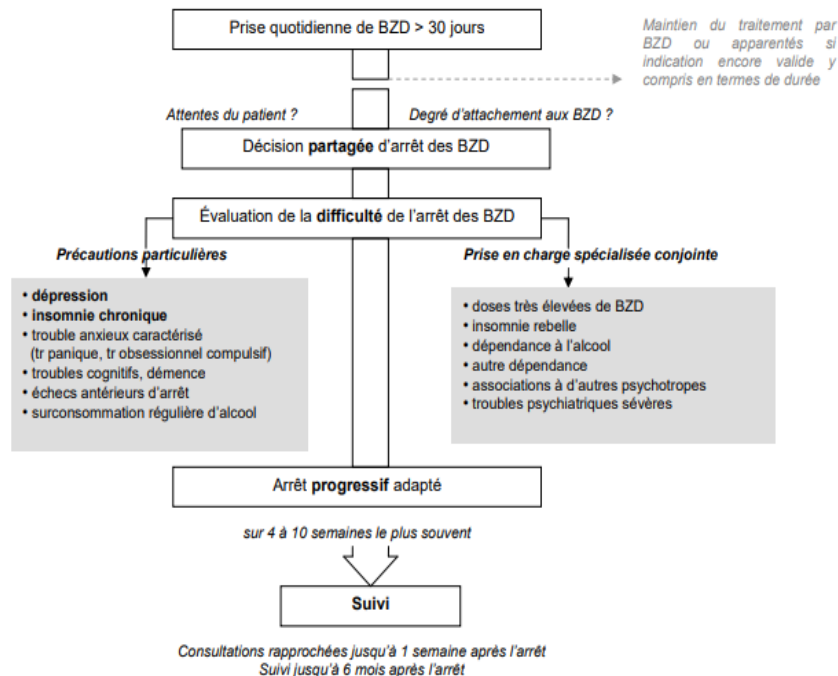 Prise quotidienne de BZD > 30 jours
Maintien du traitement par
BZD ou apparentés si
indication encore valide y
compris en termes de durée
Attentes du patient ?
Degré d'attachement aux BZD ?
Décision partagée d'arrêt des BZD
Évaluation de la difficulté de l'arrêt des BZD
Précautions particulières
• dépression
• insomnie chronique
• trouble anxieux caractérisé
(tr panique, tr obsessionnel compulsif)
• troubles cognitifs, démence
• échecs antérieurs d'arrêt
• surconsommation régulière d'alcool
Prise en charge spécialisée conjointe
• doses très élevées de BZD
• insomnie rebelle
• dépendance à l'alcool
• autre dépendance
• associations à d'autres psychotropes
• troubles psychiatriques sévères
Arrêt progressif adapté
sur 4 à 10 semaines le plus souvent
Suivi
Consultations rapprochées jusqu'à 1 semaine après l'arrêt
Suivi jusqu'à 6 mois après l'arrêt